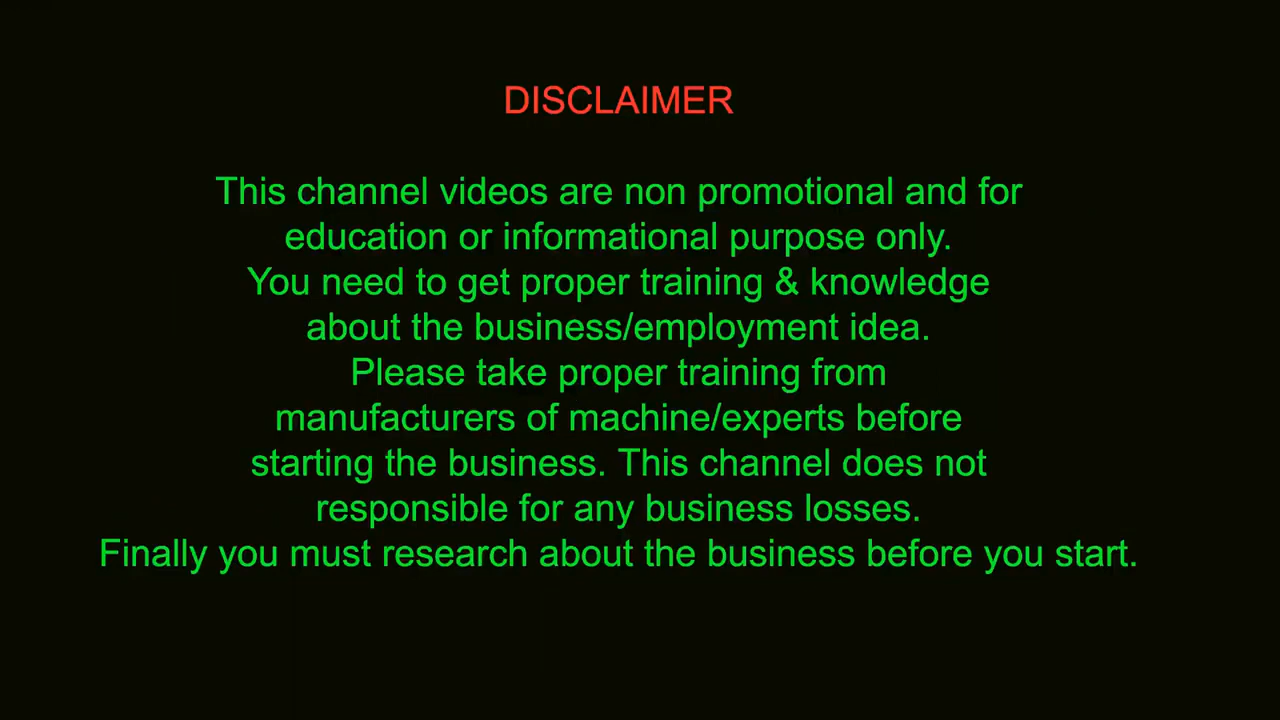 DISCLAIMER
This channel videos are non promotional and for
education or informational purpose only.
You need to get proper training & knowledge
about the business/employment idea.
Please take proper training from
manufacturers of machine/experts before
starting the business. This channel does not
responsible for any business losses.
Finally you must research about the business before you start.